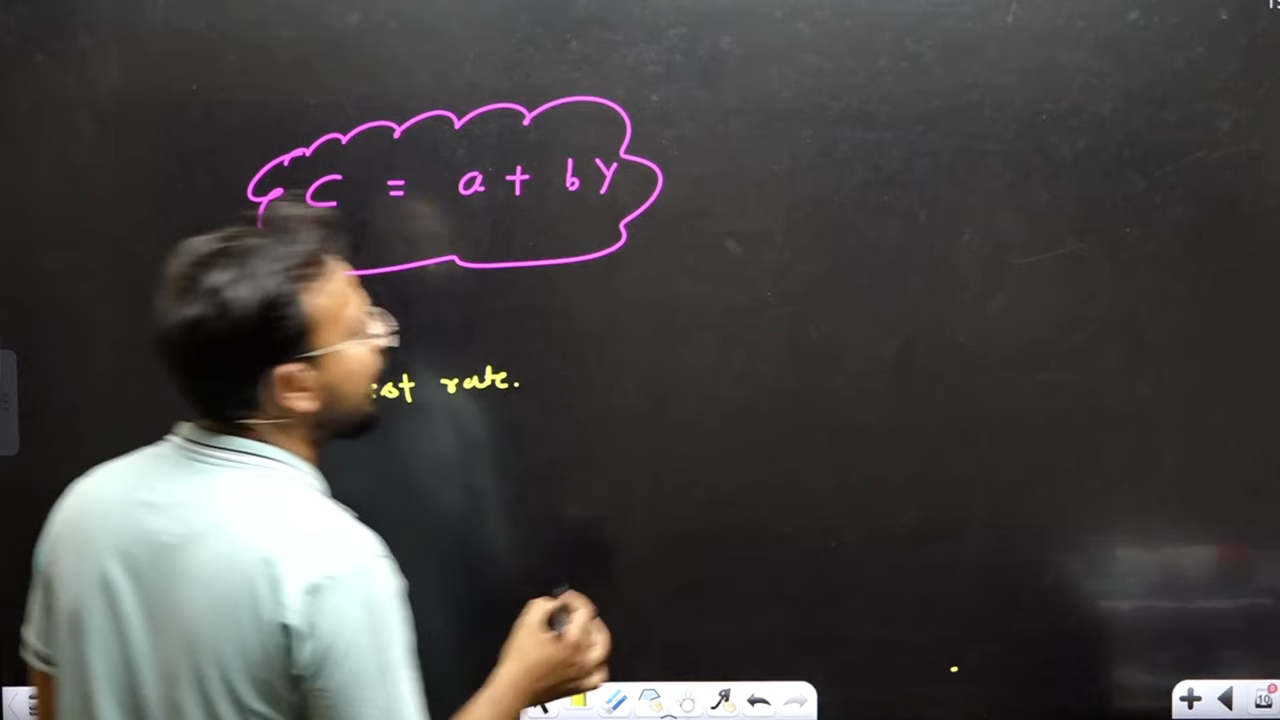 C = a + bY
rate.